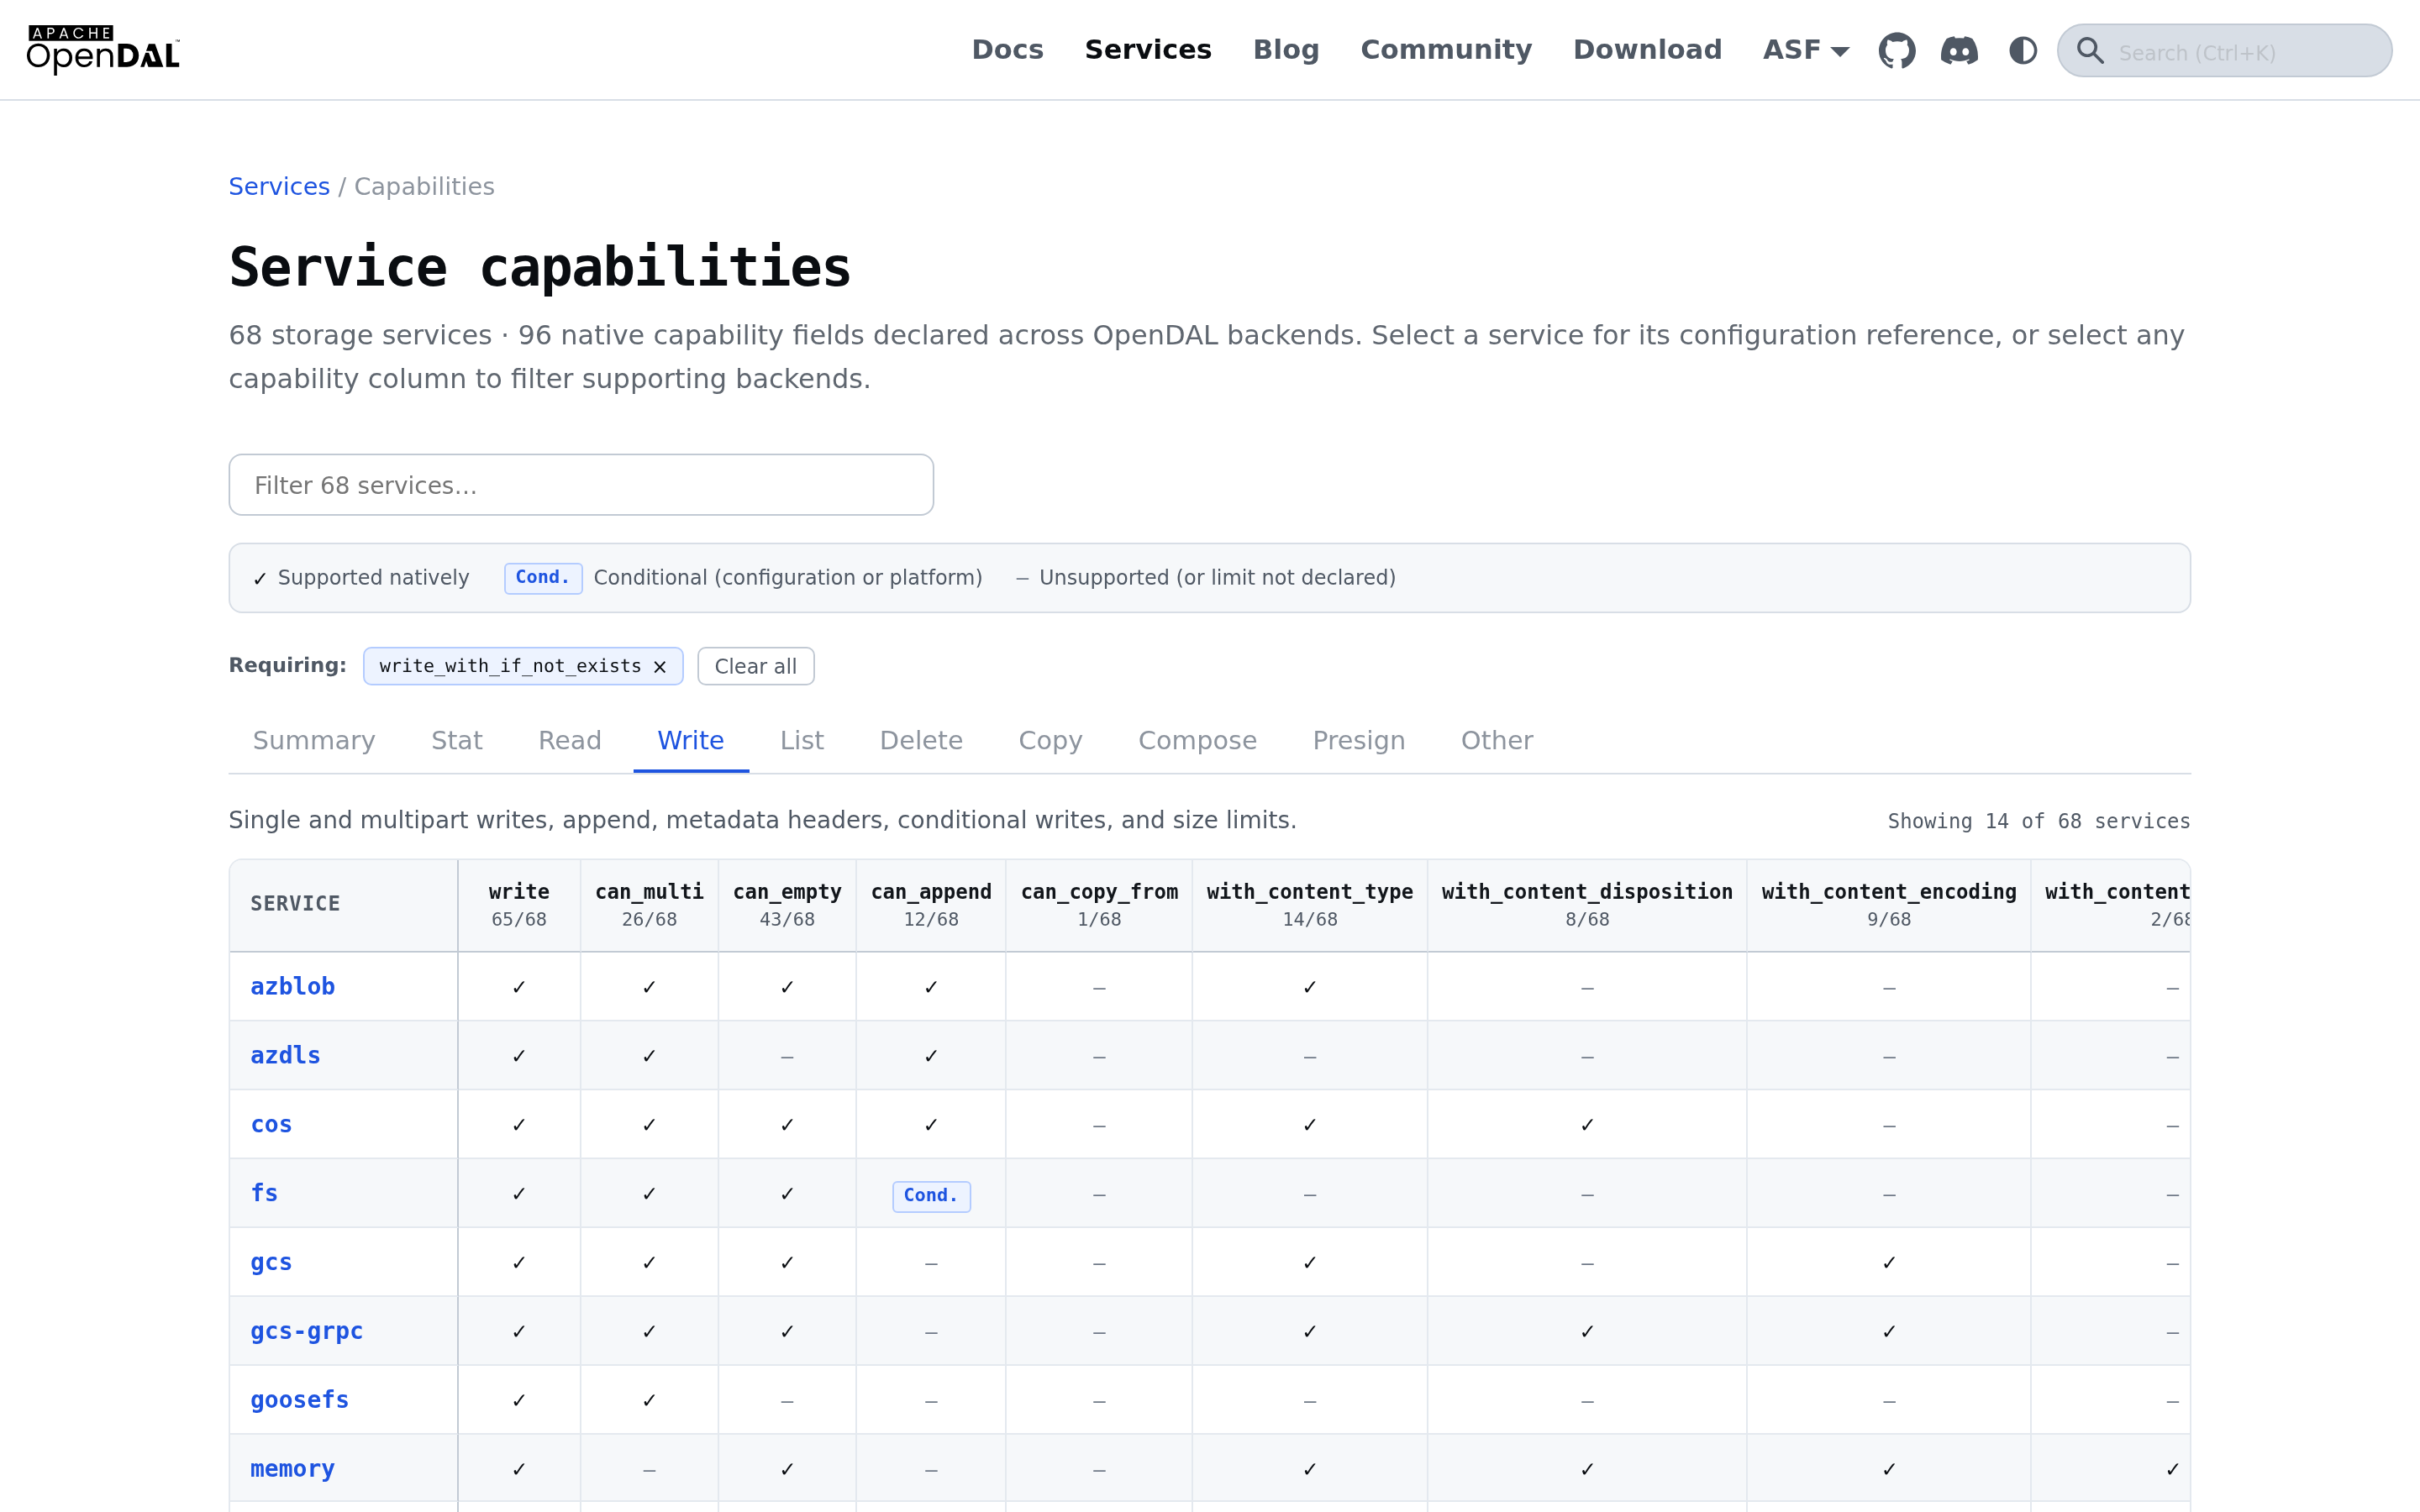 APACHE
OpenDAL™
Docs Services Blog Community Download ASF Search (Ctrl+K)
Services / Capabilities
Service capabilities
68 storage services · 96 native capability fields declared across OpenDAL backends. Select a service for its configuration reference, or select any
capability column to filter supporting backends.
Filter 68 services...
✓ Supported natively Cond. Conditional (configuration or platform) — Unsupported (or limit not declared)
Requiring: write_with_if_not_exists × Clear all
Summary Stat Read Write List Delete Copy Compose Presign Other
Single and multipart writes, append, metadata headers, conditional writes, and size limits. Showing 14 of 68 services
SERVICE write can_multi can_empty can_append can_copy_from with_content_type with_content_disposition with_content_encoding with_content
65/68 26/68 43/68 12/68 1/68 14/68 8/68 9/68 2/68
azblob ✓ ✓ ✓ ✓ — ✓ — — —
azdls ✓ ✓ — ✓ — — — — —
cos ✓ ✓ ✓ ✓ — ✓ ✓ — —
fs ✓ ✓ ✓ Cond. — — — — —
gcs ✓ ✓ ✓ — — ✓ — ✓ —
gcs-grpc ✓ ✓ ✓ — — ✓ ✓ ✓ —
goosefs ✓ ✓ — — — — — — —
memory ✓ — ✓ — — ✓ ✓ ✓ ✓